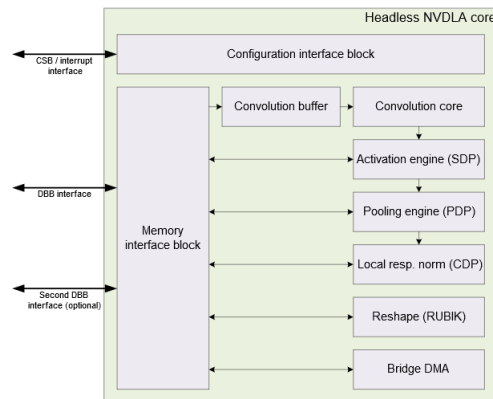 Headless NVDLA core
CSB / interrupt
interface
Configuration interface block
Convolution buffer
Convolution core
Activation engine (SDP)
DBB interface
Pooling engine (PDP)
Memory
interface block
Local resp. norm (CDP)
Second DBB
interface (optional)
Reshape (RUBIK)
Bridge DMA